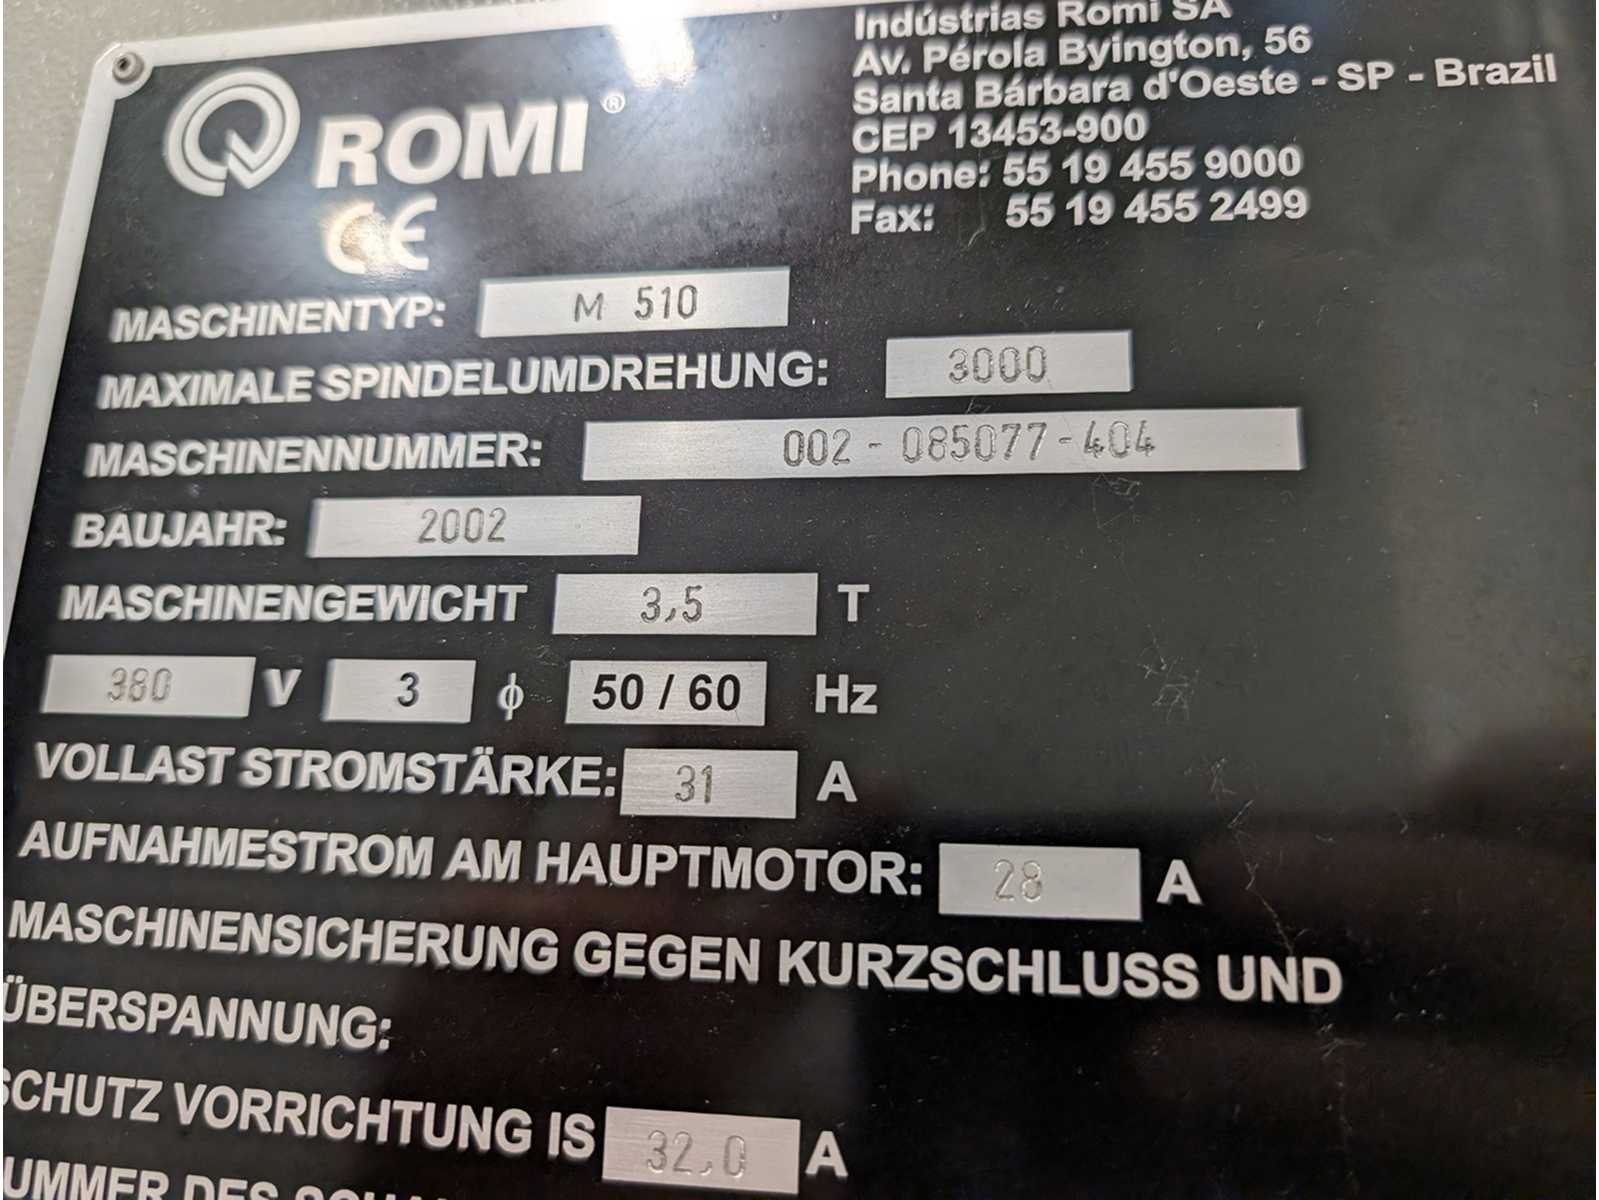 Indústrias Romi SA
Av. Pérola Byington, 56
Santa Bárbara d'Oeste - SP - Brazil
CEP 13453-900
Phone: 55 19 455 9000
Fax: 55 19 455 2499
ROMI®
CE
MASCHINENTYP: M 510
MAXIMALE SPINDELUMDREHUNG: 3000
MASCHINENNUMMER: 002-085077-404
BAUJAHR: 2002
MASCHINENGEWICHT 3,5 T
380 V 3 ϕ 50 / 60 Hz
VOLLAST STROMSTÄRKE: 31 A
AUFNAHMESTROM AM HAUPTMOTOR: 28 A
MASCHINENSICHERUNG GEGEN KURZSCHLUSS UND
ÜBERSPANNUNG:
SCHUTZ VORRICHTUNG IS 32,0 A
UMMER DES